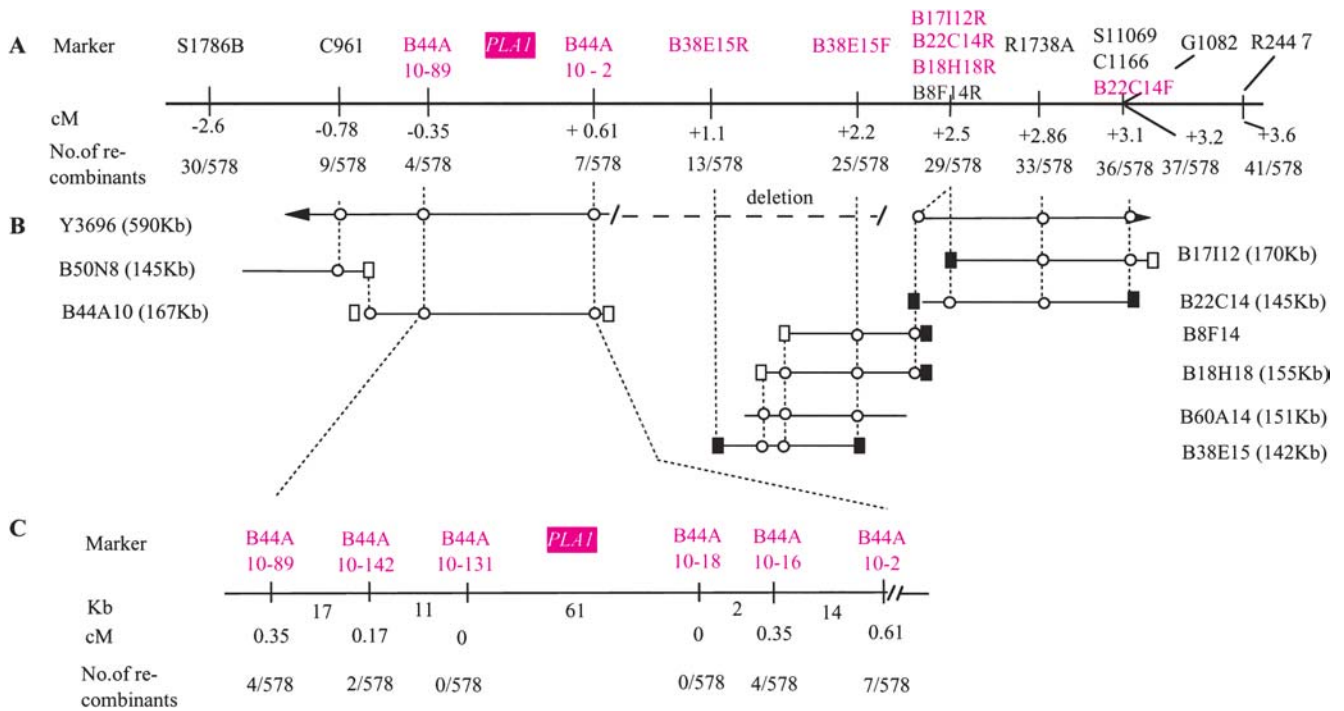 A Marker S1786B C961 B44A 10-89 PLA1 B44A 10 - 2 B38E15R B38E15F B17I12R B22C14R B18H18R B8F14R R1738A S11069 C1166 B22C14F G1082 R244 7
cM -2.6 -0.78 -0.35 + 0.61 +1.1 +2.2 +2.5 +2.86 +3.1 +3.2 +3.6
No.of re-
combinants 30/578 9/578 4/578 7/578 13/578 25/578 29/578 33/578 36/578 37/578 41/578
deletion
B Y3696 (590Kb)
B50N8 (145Kb)
B44A10 (167Kb)
B17I12 (170Kb)
B22C14 (145Kb)
B8F14
B18H18 (155Kb)
B60A14 (151Kb)
B38E15 (142Kb)
C Marker B44A 10-89 B44A 10-142 B44A 10-131 PLA1 B44A 10-18 B44A 10-16 B44A 10-2
Kb 17 11 61 2 14
cM 0.35 0.17 0 0 0.35 0.61
No.of re-
combinants 4/578 2/578 0/578 0/578 4/578 7/578